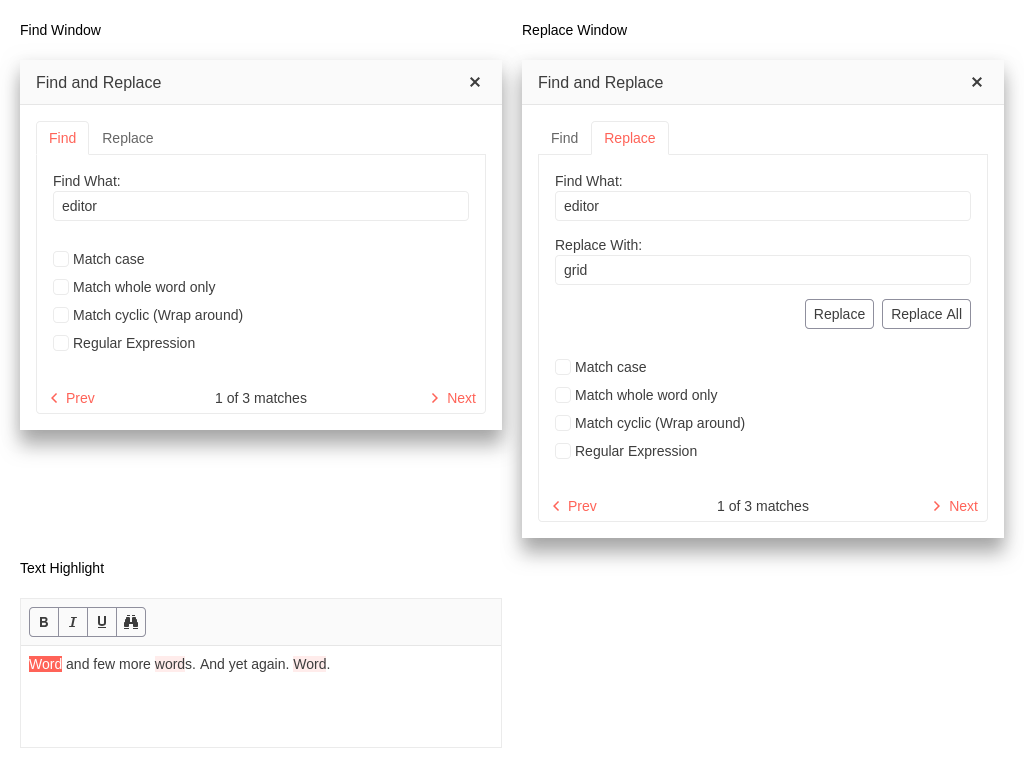 Find Window
Find and Replace
Find Replace
Find What:
editor
Match case
Match whole word only
Match cyclic (Wrap around)
Regular Expression
Prev 1 of 3 matches Next
Replace Window
Find and Replace
Find Replace
Find What:
editor
Replace With:
grid
Replace Replace All
Match case
Match whole word only
Match cyclic (Wrap around)
Regular Expression
Prev 1 of 3 matches Next
Text Highlight
B I U
Word and few more words. And yet again. Word.